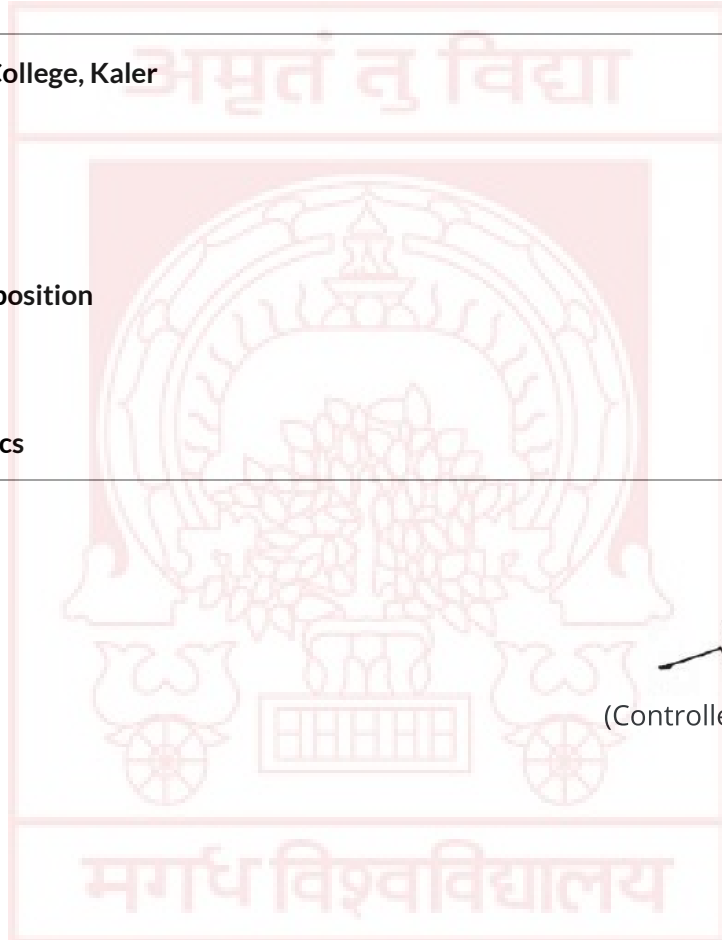 अमृतं तु विद्या
College, Kaler
position
cs
(Controlle
मगध विश्वविद्यालय